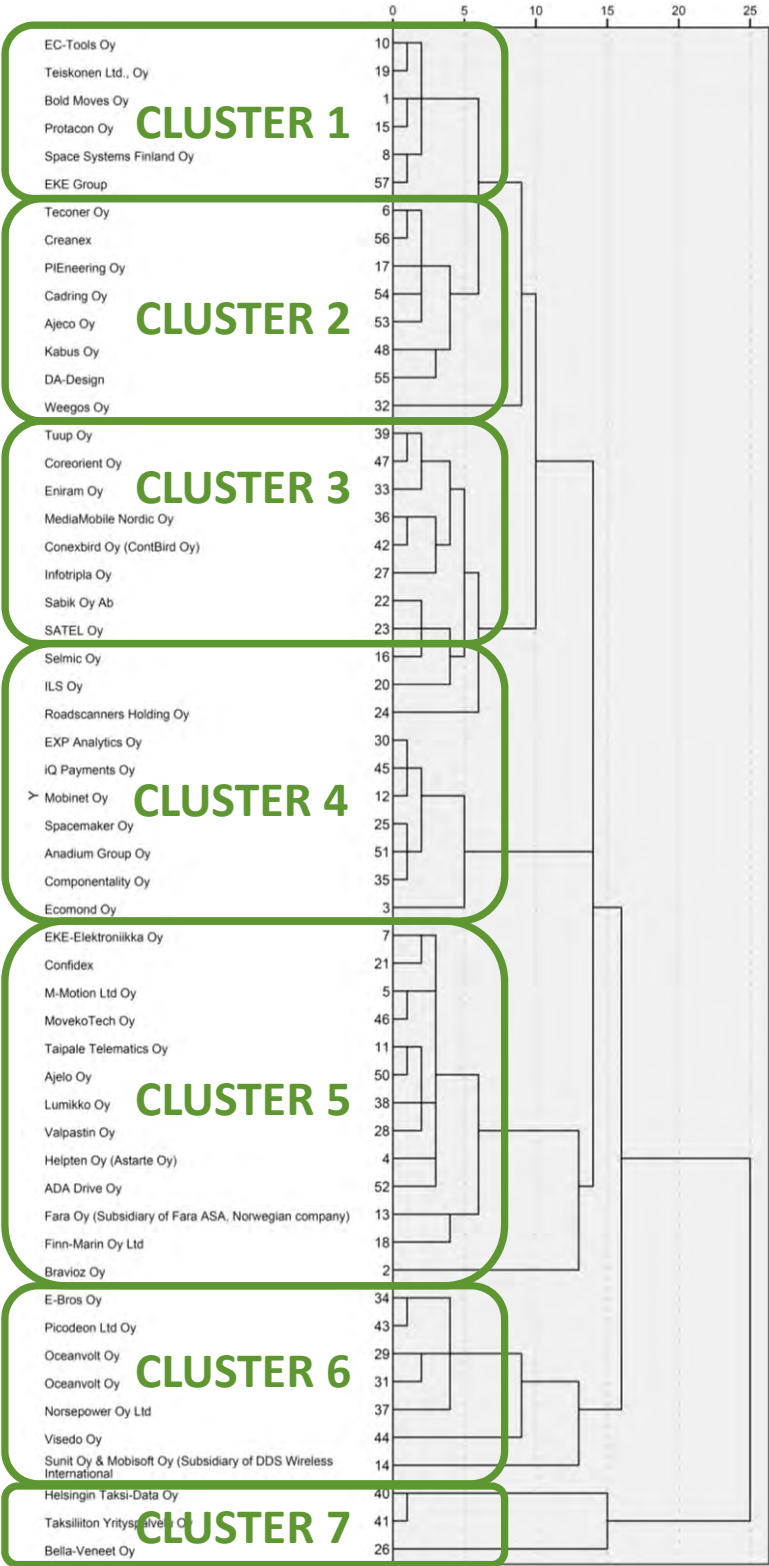 0 5 10 15 20 25
EC-Tools Oy 10
Teiskonen Ltd., Oy 19
Bold Moves Oy 1
CLUSTER 1
Protacon Oy 15
Space Systems Finland Oy 8
EKE Group 57
Teconer Oy 6
Creanex 56
PIEneering Oy 17
Cadring Oy 54
CLUSTER 2
Ajeco Oy 53
Kabus Oy 48
DA-Design 55
Weegos Oy 32
Tuup Oy 39
Coreorient Oy 47
Eniram Oy 33
CLUSTER 3
MediaMobile Nordic Oy 36
Conexbird Oy (ContBird Oy) 42
Infotripla Oy 27
Sabik Oy Ab 22
SATEL Oy 23
Selmic Oy 16
ILS Oy 20
Roadscanners Holding Oy 24
EXP Analytics Oy 30
iQ Payments Oy 45
Y Mobinet Oy 12
CLUSTER 4
Spacemaker Oy 25
Anadium Group Oy 51
Componentality Oy 35
Ecomond Oy 3
EKE-Elektroniikka Oy 7
Confidex 21
M-Motion Ltd Oy 5
MovekoTech Oy 46
Taipale Telematics Oy 11
Ajelo Oy 50
Lumikko Oy 38
CLUSTER 5
Valpastin Oy 28
Helpten Oy (Astarte Oy) 4
ADA Drive Oy 52
Fara Oy (Subsidiary of Fara ASA, Norwegian company) 13
Finn-Marin Oy Ltd 18
Bravioz Oy 2
E-Bros Oy 34
Picodeon Ltd Oy 43
Oceanvolt Oy 29
CLUSTER 6
Oceanvolt Oy 31
Norsepower Oy Ltd 37
Visedo Oy 44
Sunit Oy & Mobisoft Oy (Subsidiary of DDS Wireless 14
International
Helsingin Taksi-Data Oy 40
Taksiliiton Yrityspalvelu Oy 41
CLUSTER 7
Bella-Veneet Oy 26